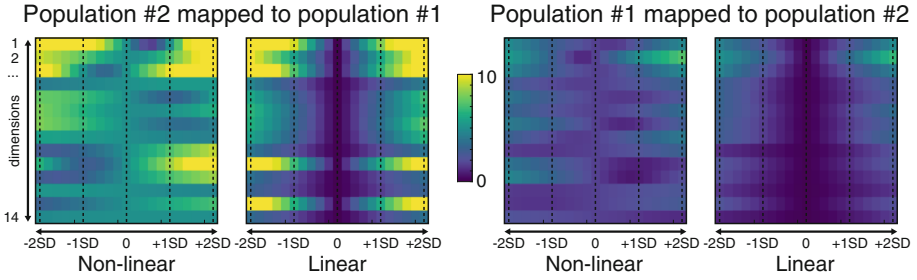 Population #2 mapped to population #1
Population #1 mapped to population #2
1
2
...
dimensions
14
10
0
-2SD -1SD 0 +1SD +2SD
-2SD -1SD 0 +1SD +2SD
-2SD -1SD 0 +1SD +2SD
-2SD -1SD 0 +1SD +2SD
Non-linear
Linear
Non-linear
Linear